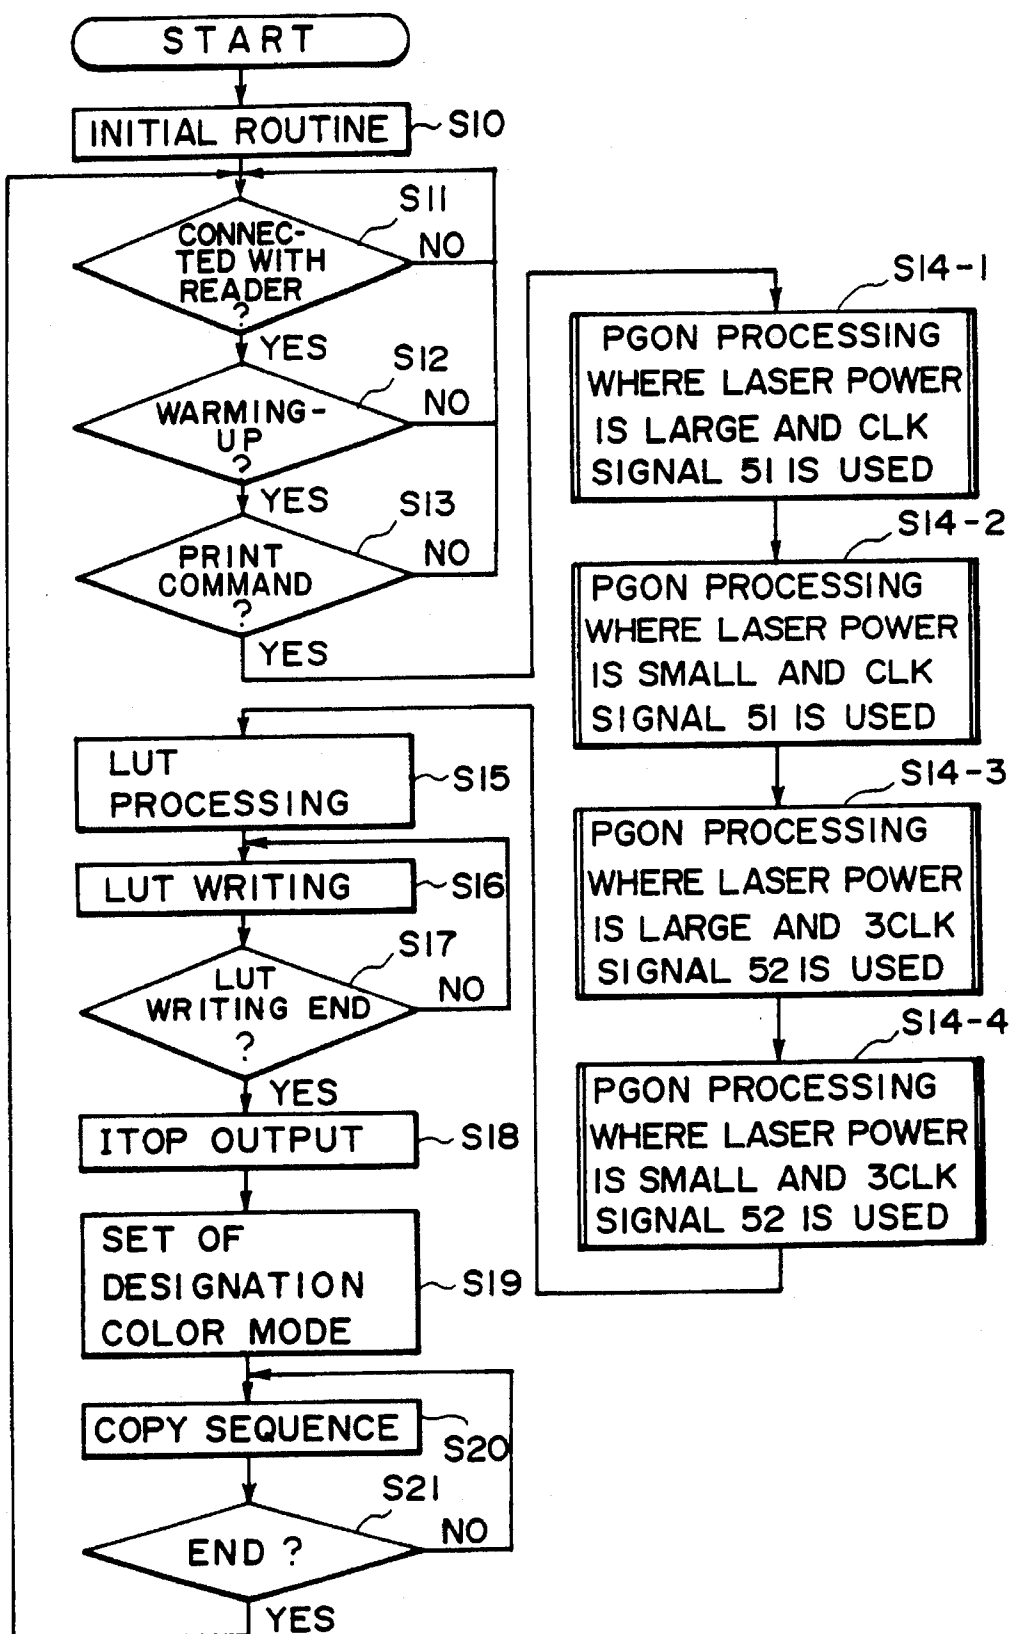 START
INITIAL ROUTINE
S10
S11
CONNEC-
TED WITH
READER
?
NO
YES
S12
WARMING-
UP
?
NO
YES
S13
PRINT
COMMAND
?
NO
YES
S14-1
PGON PROCESSING
WHERE LASER POWER
IS LARGE AND CLK
SIGNAL 51 IS USED
S14-2
PGON PROCESSING
WHERE LASER POWER
IS SMALL AND CLK
SIGNAL 51 IS USED
S14-3
PGON PROCESSING
WHERE LASER POWER
IS LARGE AND 3CLK
SIGNAL 52 IS USED
S14-4
PGON PROCESSING
WHERE LASER POWER
IS SMALL AND 3CLK
SIGNAL 52 IS USED
LUT
PROCESSING
S15
LUT WRITING
S16
S17
LUT
WRITING END
?
NO
YES
ITOP OUTPUT
S18
SET OF
DESIGNATION
COLOR MODE
S19
COPY SEQUENCE
S20
S21
END ?
NO
YES